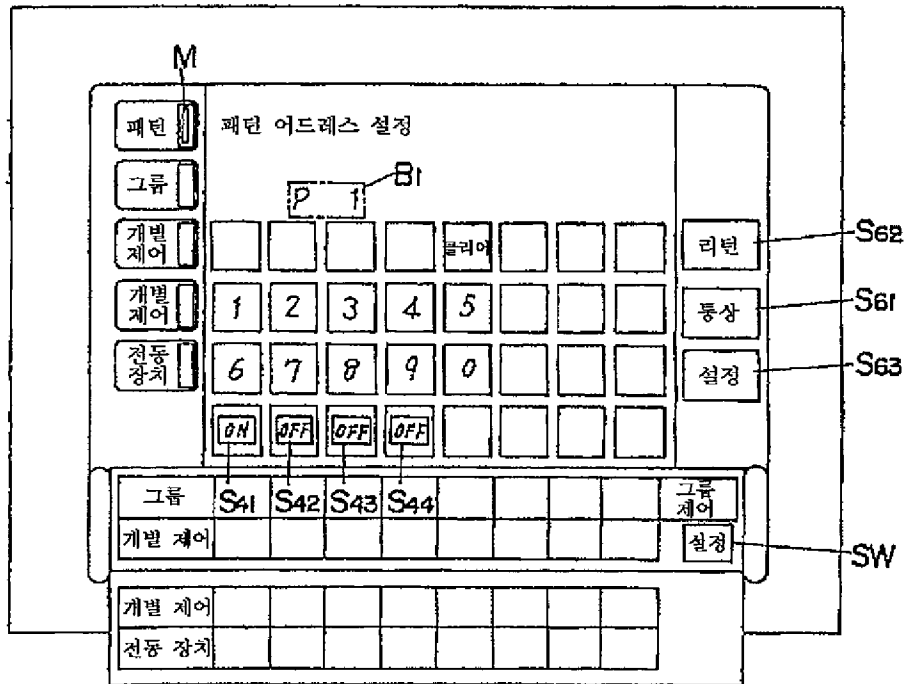 M
패턴 패턴 어드레스 설정
그룹
P 1 B1
개별 제어 클리어 리턴 S62
개별 제어 1 2 3 4 5 통상 S61
전동 장치 6 7 8 9 0 설정 S63
ON OFF OFF OFF
그룹 S41 S42 S43 S44 그룹 제어
개별 제어 설정 SW
개별 제어
전동 장치